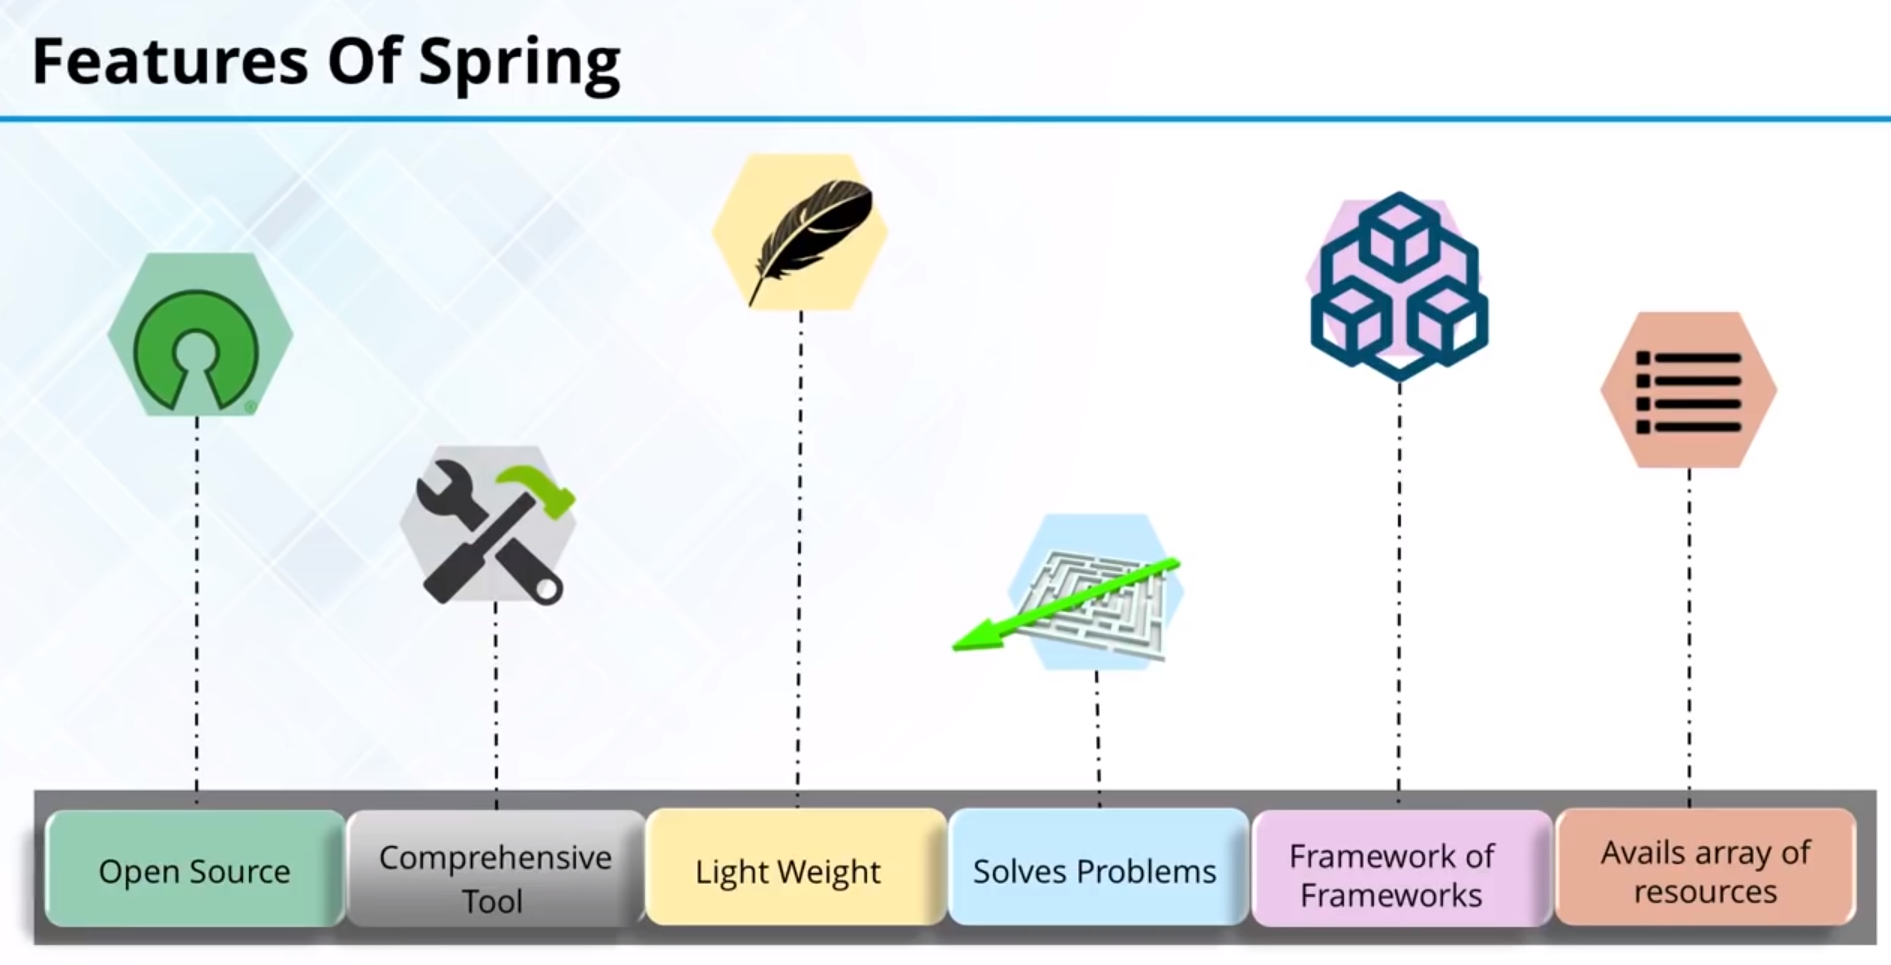 Features Of Spring
Open Source
Comprehensive
Tool
Light Weight
Solves Problems
Framework of
Frameworks
Avails array of
resources